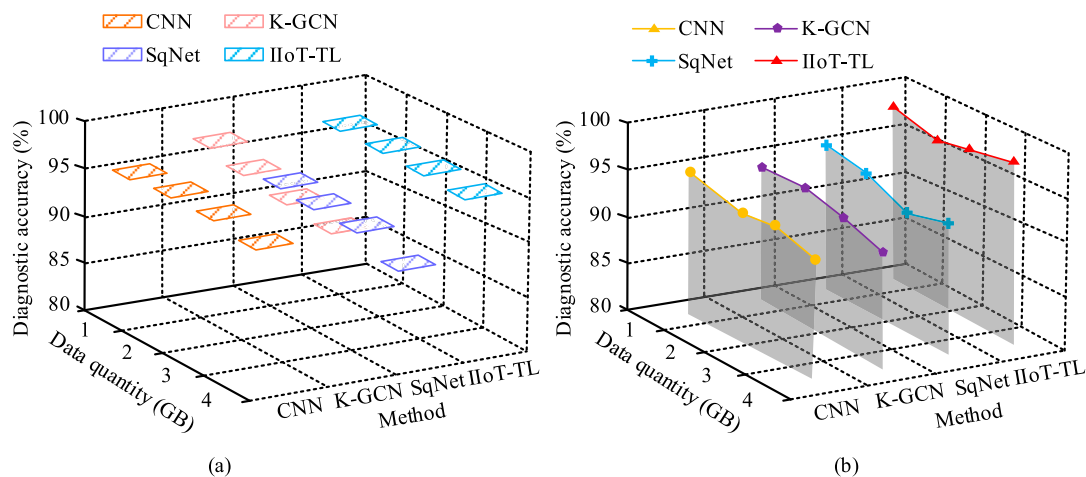 CNN K-GCN
SqNet IIoT-TL
Diagnostic accuracy (%)
100
95
90
85
80
1
2
3
4
Data quantity (GB)
CNN K-GCN SqNet IIoT-TL
Method
(a)
CNN K-GCN
SqNet IIoT-TL
Diagnostic accuracy (%)
100
95
90
85
80
1
2
3
4
Data quantity (GB)
CNN K-GCN SqNet IIoT-TL
Method
(b)